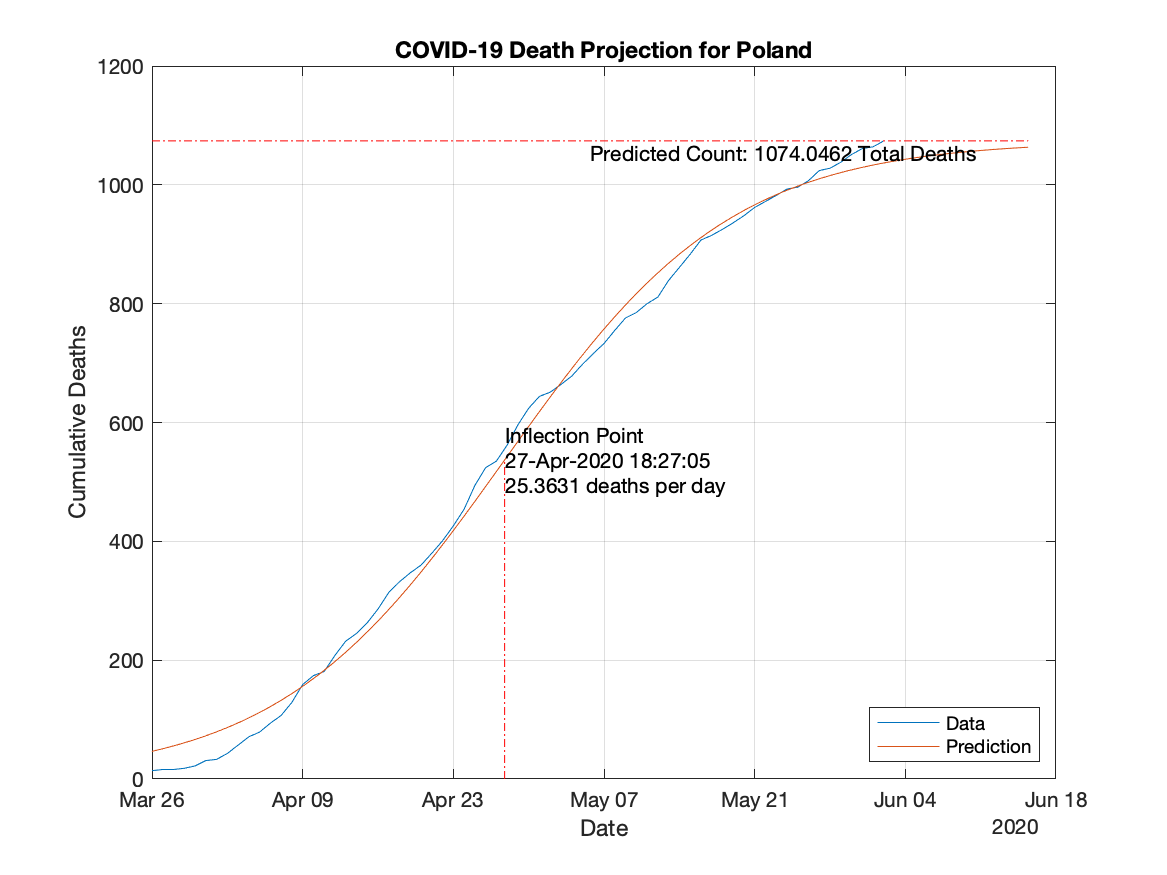 COVID-19 Death Projection for Poland
1200
1000
800
600
400
200
0
Cumulative Deaths
Predicted Count: 1074.0462 Total Deaths
Inflection Point
27-Apr-2020 18:27:05
25.3631 deaths per day
Data
Prediction
Mar 26
Apr 09
Apr 23
May 07
May 21
Jun 04
Jun 18
Date
2020